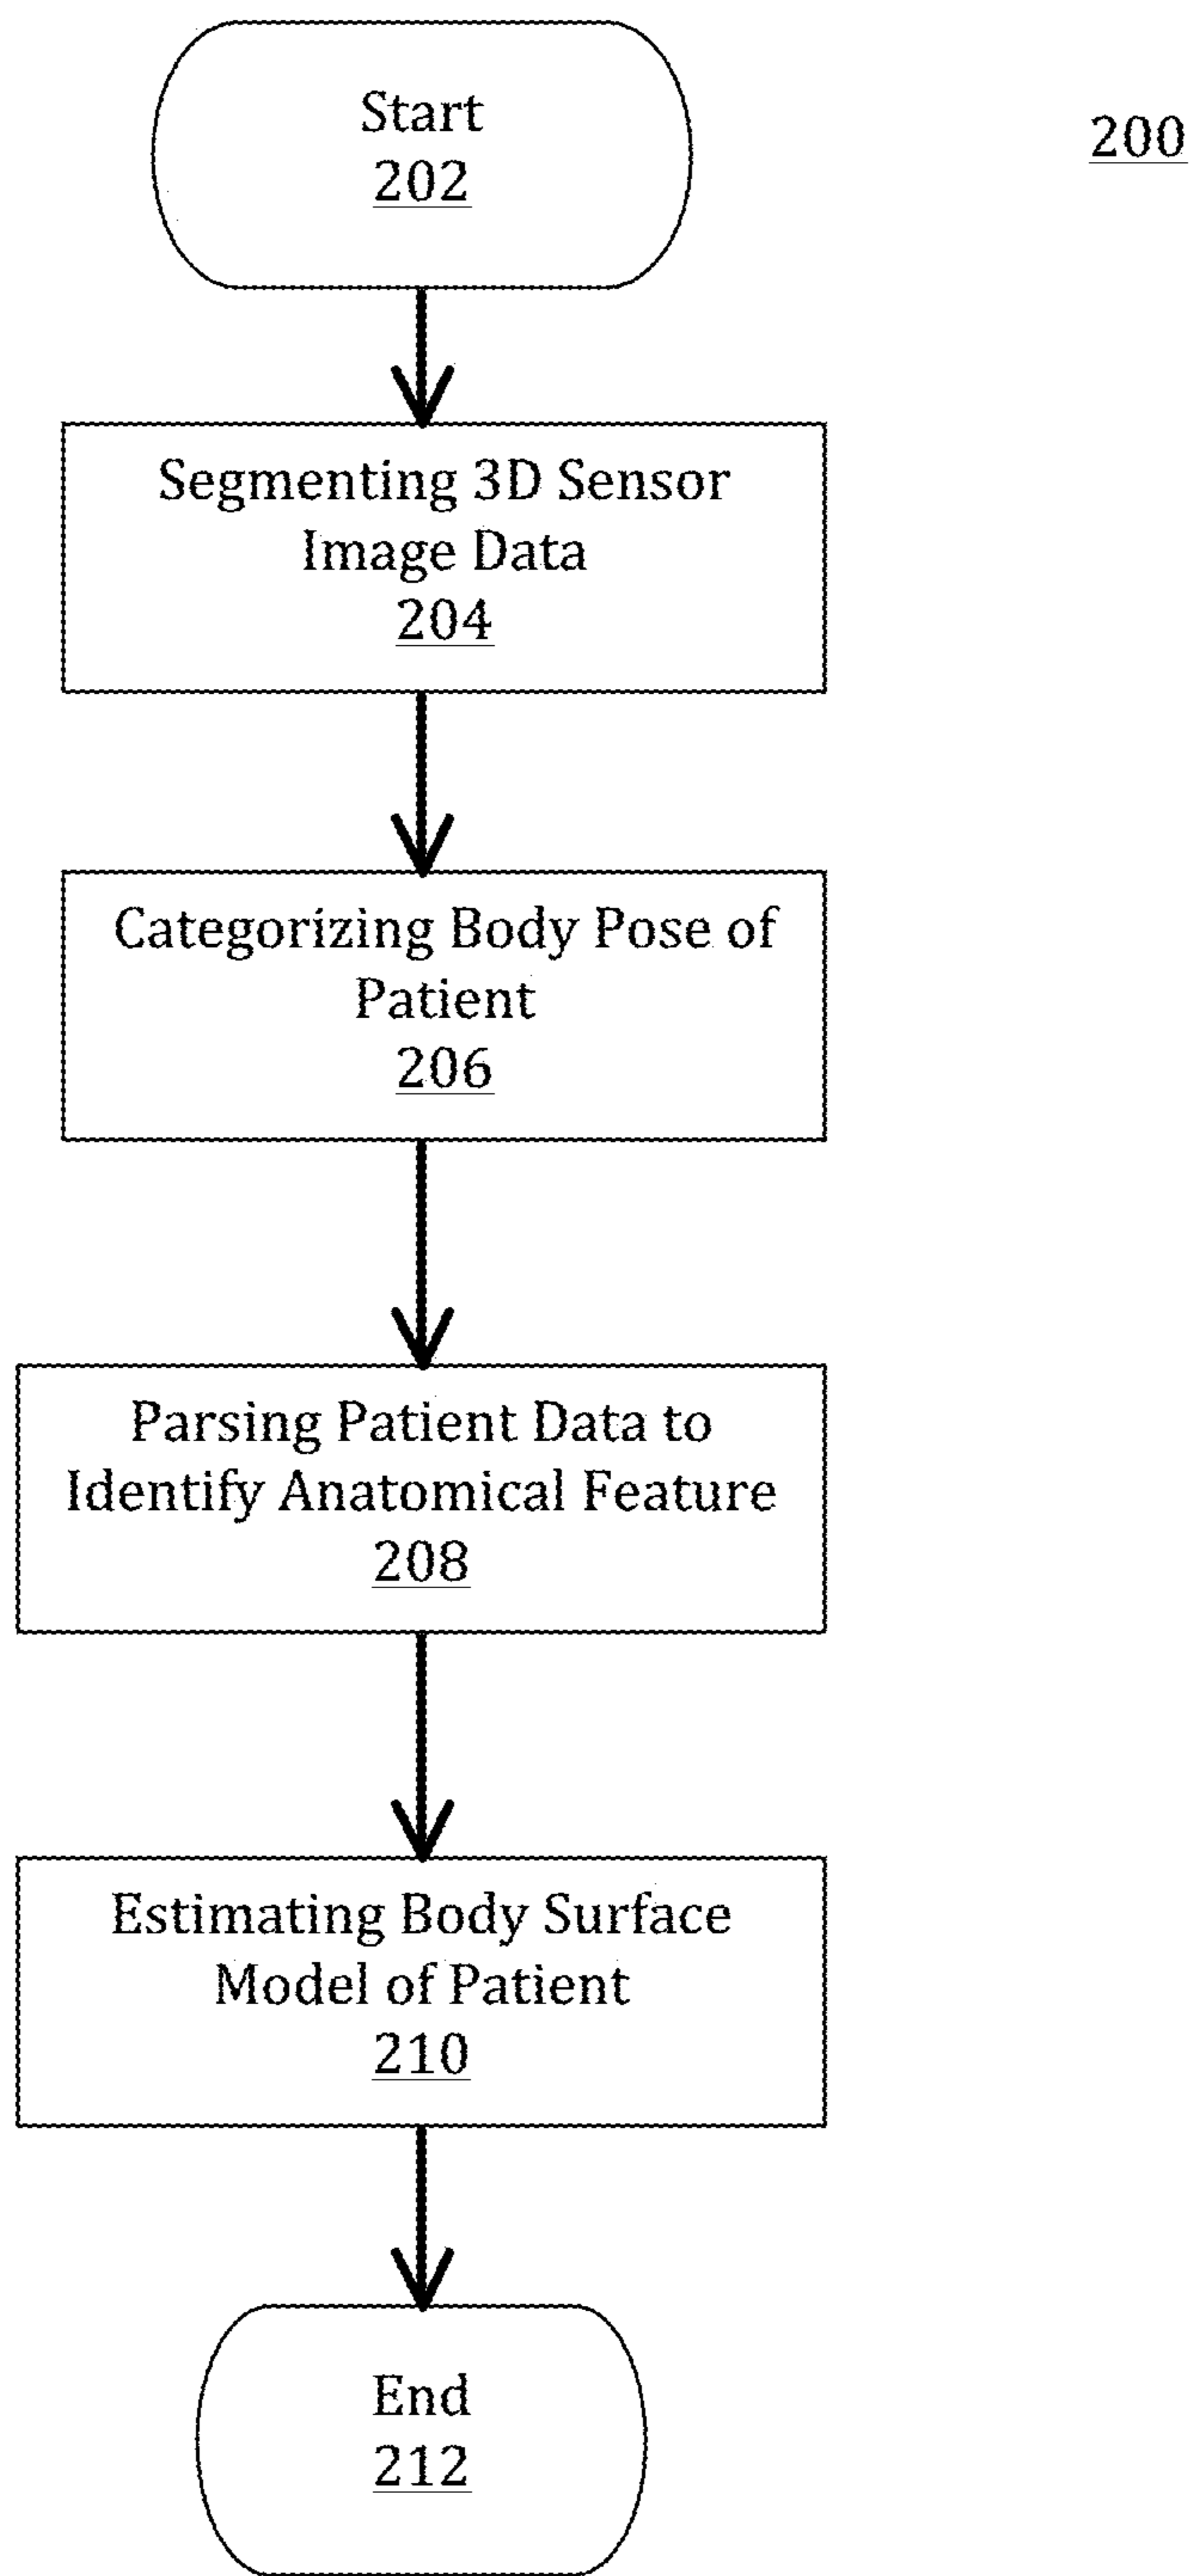 Start
202
200
Segmenting 3D Sensor
Image Data
204
Categorizing Body Pose of
Patient
206
Parsing Patient Data to
Identify Anatomical Feature
208
Estimating Body Surface
Model of Patient
210
End
212